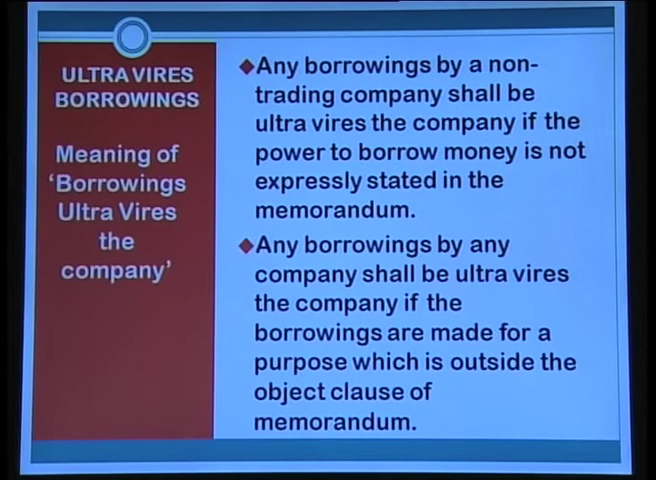 ULTRA VIRES
BORROWINGS
Meaning of
‘Borrowings
Ultra Vires
the
company’
Any borrowings by a non-
trading company shall be
ultra vires the company if the
power to borrow money is not
expressly stated in the
memorandum.
Any borrowings by any
company shall be ultra vires
the company if the
borrowings are made for a
purpose which is outside the
object clause of
memorandum.